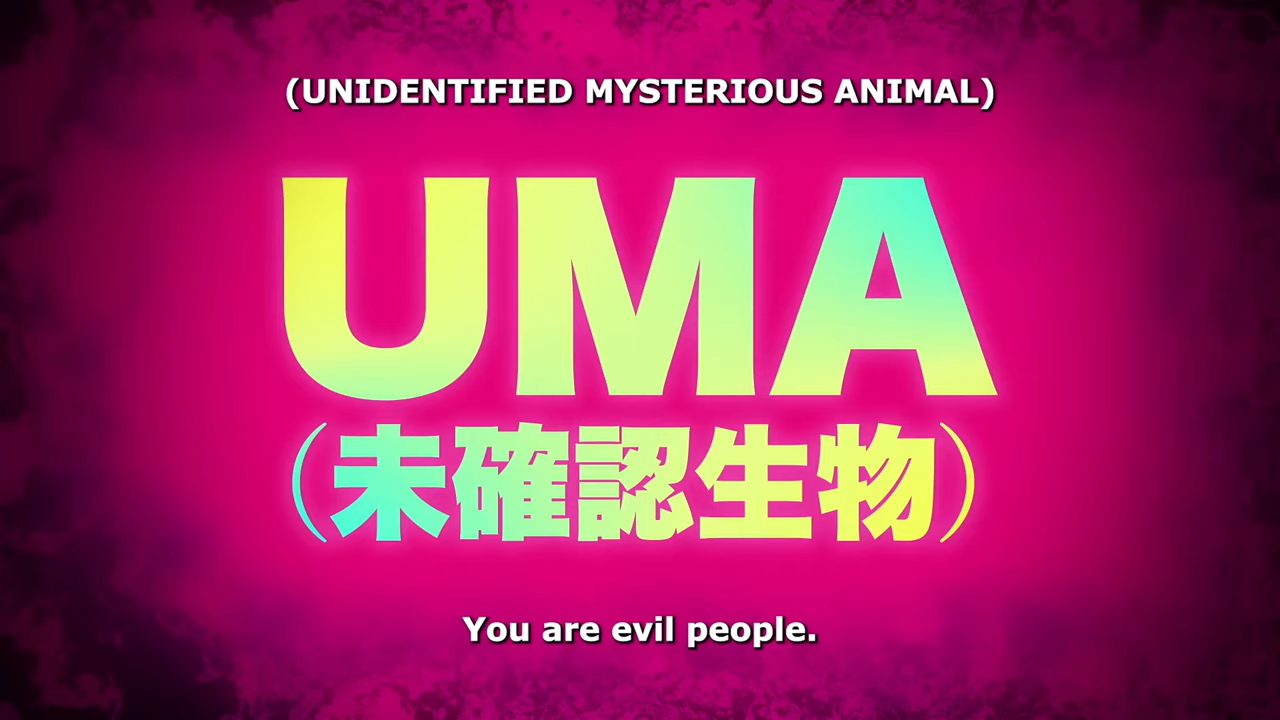 (UNIDENTIFIED MYSTERIOUS ANIMAL)
UMA
(未確認生物)
You are evil people.